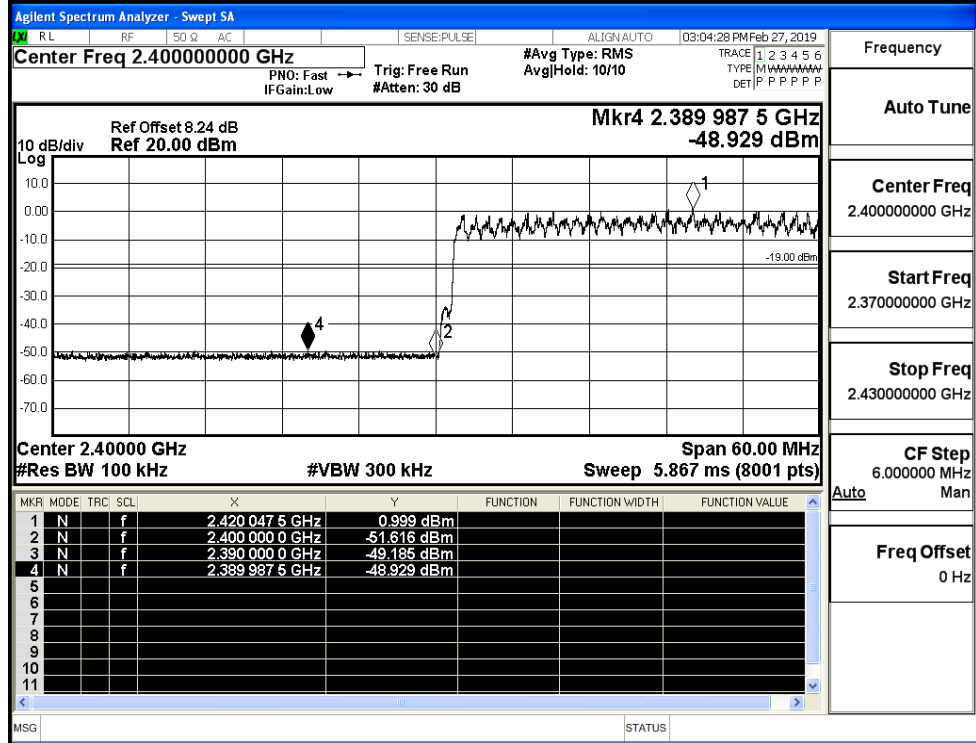 Agilent Spectrum Analyzer - Swept SA
LXI RL RF 50 Ω AC SENSE:PULSE ALIGN AUTO 03:04:28 PM Feb 27, 2019
Center Freq 2.400000000 GHz
PNO: Fast
IFGain:Low
Trig: Free Run
#Atten: 30 dB
#Avg Type: RMS
Avg|Hold: 10/10
TRACE 1 2 3 4 5 6
TYPE M WWWWW
DET P P P P P P
Ref Offset 8.24 dB
10 dB/div Ref 20.00 dBm
Log
Mkr4 2.389 987 5 GHz
-48.929 dBm
10.0
0.00
-10.0
-20.0
-30.0
-40.0
-50.0
-60.0
-70.0
1
-19.00 dBm
4
2
Center 2.40000 GHz Span 60.00 MHz
#Res BW 100 kHz #VBW 300 kHz Sweep 5.867 ms (8001 pts)
MKR MODE TRC SCL X Y FUNCTION FUNCTION WIDTH FUNCTION VALUE
1 N f 2.420 047 5 GHz 0.999 dBm
2 N f 2.400 000 0 GHz -51.616 dBm
3 N f 2.390 000 0 GHz -49.185 dBm
4 N f 2.389 987 5 GHz -48.929 dBm
5
6
7
8
9
10
11
MSG STATUS
Frequency
Auto Tune
Center Freq
2.400000000 GHz
Start Freq
2.370000000 GHz
Stop Freq
2.430000000 GHz
CF Step
6.000000 MHz
Auto Man
Freq Offset
0 Hz